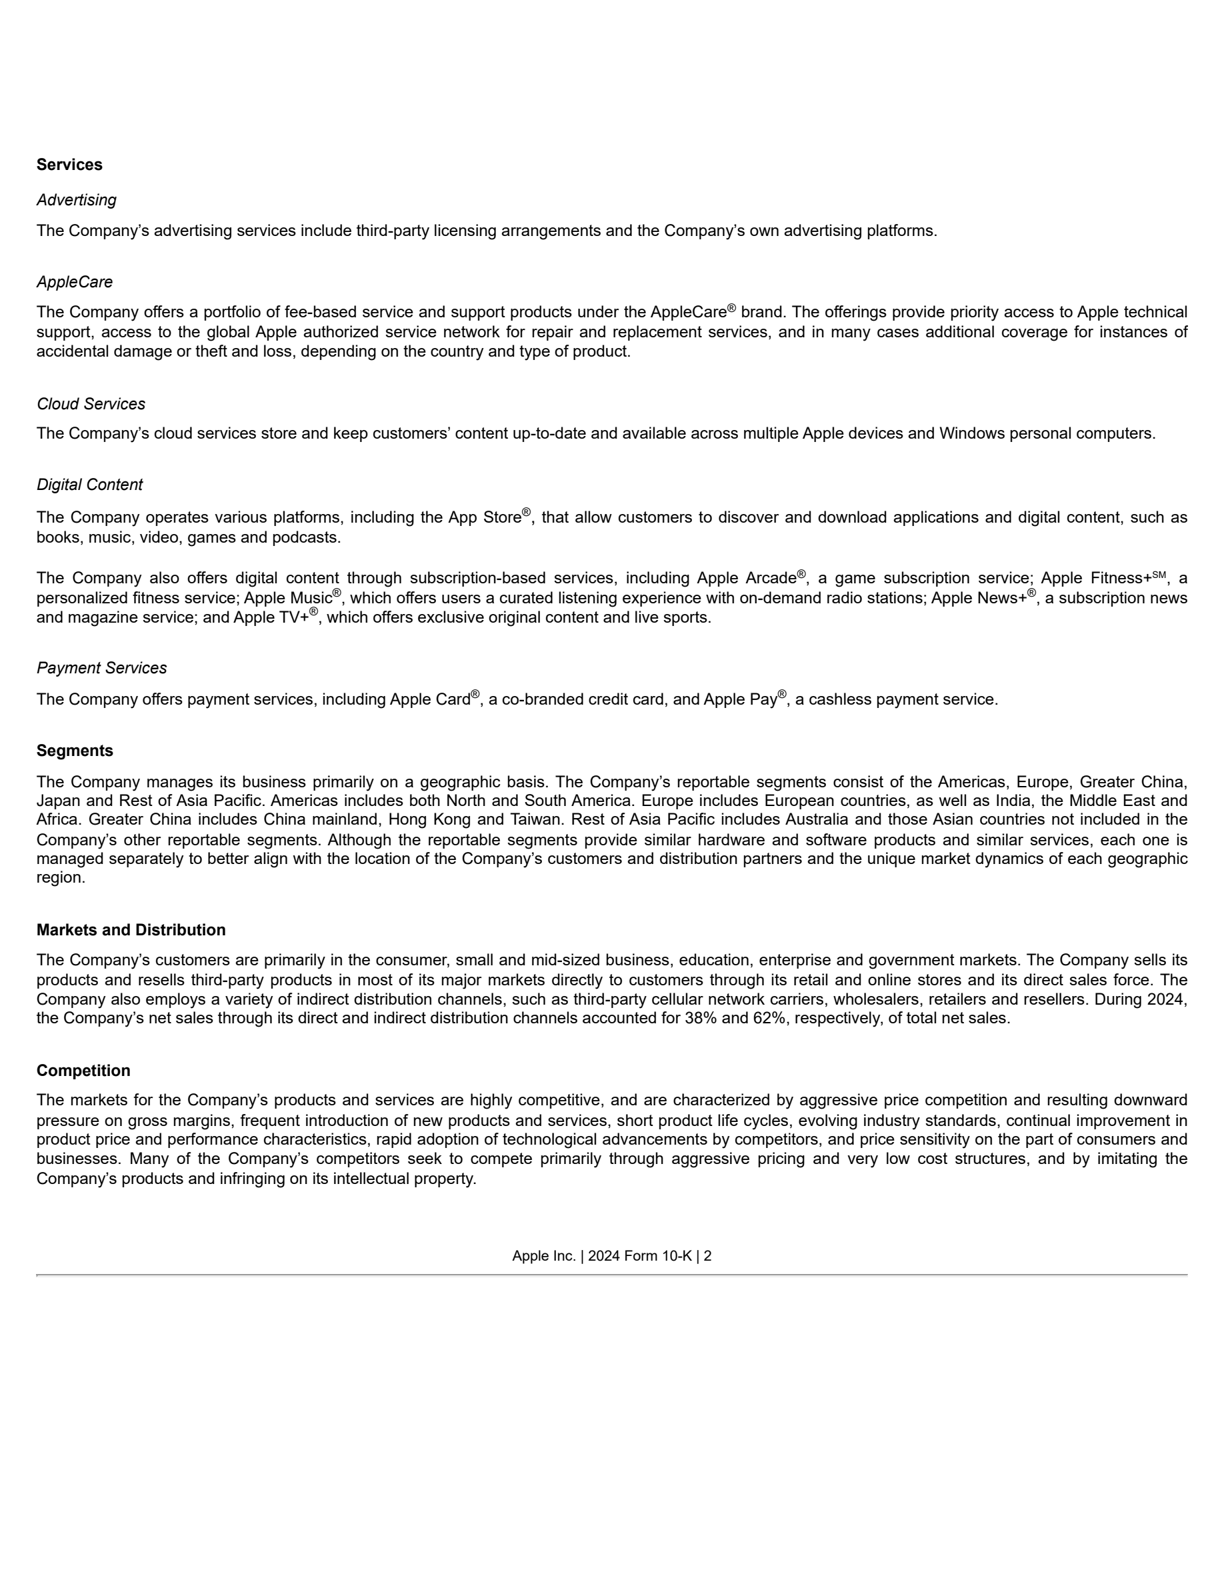 Services
Advertising
The Company’s advertising services include third-party licensing arrangements and the Company’s own advertising platforms.
AppleCare
The Company offers a portfolio of fee-based service and support products under the AppleCare® brand. The offerings provide priority access to Apple technical
support, access to the global Apple authorized service network for repair and replacement services, and in many cases additional coverage for instances of
accidental damage or theft and loss, depending on the country and type of product.
Cloud Services
The Company’s cloud services store and keep customers’ content up-to-date and available across multiple Apple devices and Windows personal computers.
Digital Content
The Company operates various platforms, including the App Store®, that allow customers to discover and download applications and digital content, such as
books, music, video, games and podcasts.
The Company also offers digital content through subscription-based services, including Apple Arcade®, a game subscription service; Apple Fitness+℠, a
personalized fitness service; Apple Music®, which offers users a curated listening experience with on-demand radio stations; Apple News+®, a subscription news
and magazine service; and Apple TV+®, which offers exclusive original content and live sports.
Payment Services
The Company offers payment services, including Apple Card®, a co-branded credit card, and Apple Pay®, a cashless payment service.
Segments
The Company manages its business primarily on a geographic basis. The Company’s reportable segments consist of the Americas, Europe, Greater China,
Japan and Rest of Asia Pacific. Americas includes both North and South America. Europe includes European countries, as well as India, the Middle East and
Africa. Greater China includes China mainland, Hong Kong and Taiwan. Rest of Asia Pacific includes Australia and those Asian countries not included in the
Company’s other reportable segments. Although the reportable segments provide similar hardware and software products and similar services, each one is
managed separately to better align with the location of the Company’s customers and distribution partners and the unique market dynamics of each geographic
region.
Markets and Distribution
The Company’s customers are primarily in the consumer, small and mid-sized business, education, enterprise and government markets. The Company sells its
products and resells third-party products in most of its major markets directly to customers through its retail and online stores and its direct sales force. The
Company also employs a variety of indirect distribution channels, such as third-party cellular network carriers, wholesalers, retailers and resellers. During 2024,
the Company’s net sales through its direct and indirect distribution channels accounted for 38% and 62%, respectively, of total net sales.
Competition
The markets for the Company’s products and services are highly competitive, and are characterized by aggressive price competition and resulting downward
pressure on gross margins, frequent introduction of new products and services, short product life cycles, evolving industry standards, continual improvement in
product price and performance characteristics, rapid adoption of technological advancements by competitors, and price sensitivity on the part of consumers and
businesses. Many of the Company’s competitors seek to compete primarily through aggressive pricing and very low cost structures, and by imitating the
Company’s products and infringing on its intellectual property.
Apple Inc. | 2024 Form 10-K | 2